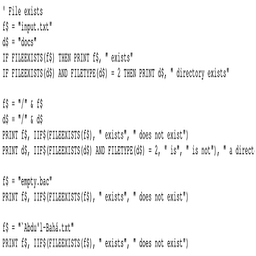 ' File exists
f$ = "input.txt"
d$ = "docs"
IF FILEEXISTS(f$) THEN PRINT f$, " exists"
IF FILEEXISTS(d$) AND FILETYPE(d$) = 2 THEN PRINT d$, " directory exists"
f$ = "/" & f$
d$ = "/" & d$
PRINT f$, IIF$(FILEEXISTS(f$), " exists", " does not exist")
PRINT d$, IIF$(FILEEXISTS(d$) AND FILETYPE(d$) = 2, " is", " is not"), " a direct
f$ = "empty.bac"
PRINT f$, IIF$(FILEEXISTS(f$), " exists", " does not exist")
f$ = "`Abdu'l-Bahá.txt"
PRINT f$, IIF$(FILEEXISTS(f$), " exists", " does not exist")